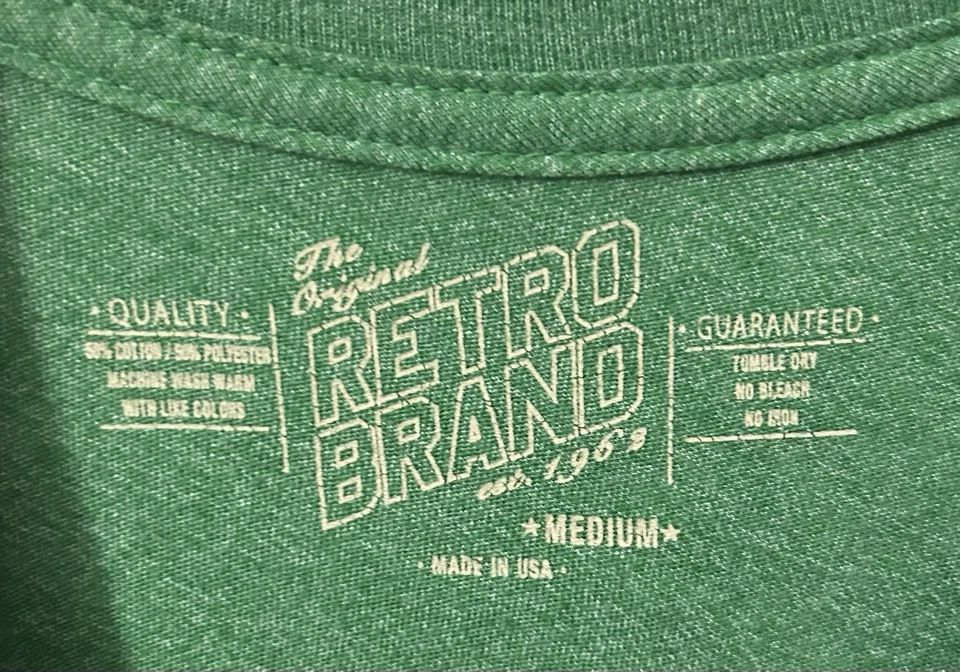 · QUALITY ·
50% COTTON / 50% POLYESTER
MACHINE WASH WARM
WITH LIKE COLORS
The
Original
RETRO
BRAND
est. 1962
· GUARANTEED ·
TUMBLE DRY
NO BLEACH
NO IRON
★MEDIUM★
· MADE IN USA ·